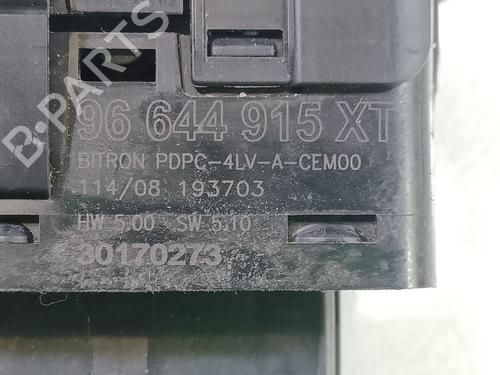 B-PARTS
96 644 915 XT
BITRON PDPC-4LV-A-CEM00
114/08 193703
HW 5.00 - SW 5.10
30170273